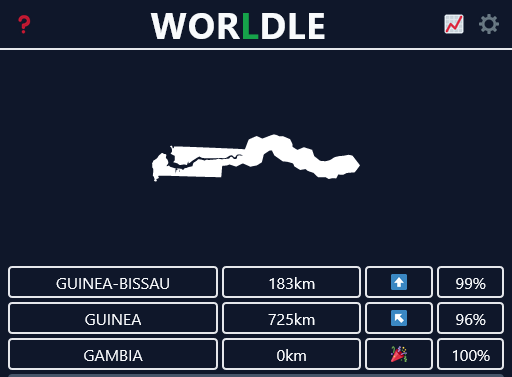 ?
WORLDLE
GUINEA-BISSAU 183km 99%
GUINEA 725km 96%
GAMBIA 0km 100%